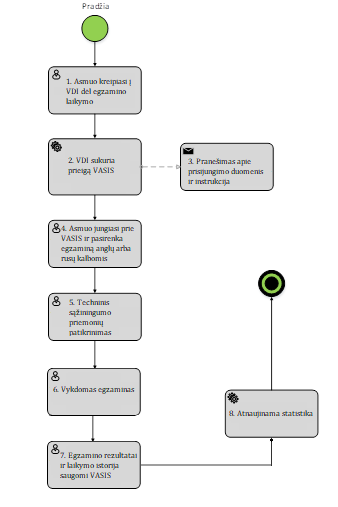 Pradžia
1. Asmuo kreipiasi į
VDI dėl egzamino
laikymo
2. VDI sukuria
prieigą VASIS
3. Pranešimas apie
prisijungimo duomenis
ir instrukcija
4. Asmuo jungiasi prie
VASIS ir pasirenka
egzaminą anglų arba
rusų kalbomis
5. Techninis
sąžiningumo
priemonių
patikrinimas
6. Vykdomas egzaminas
7. Egzamino rezultatai
ir laikymo istorija
saugomi VASIS
8. Atnaujinama statistika